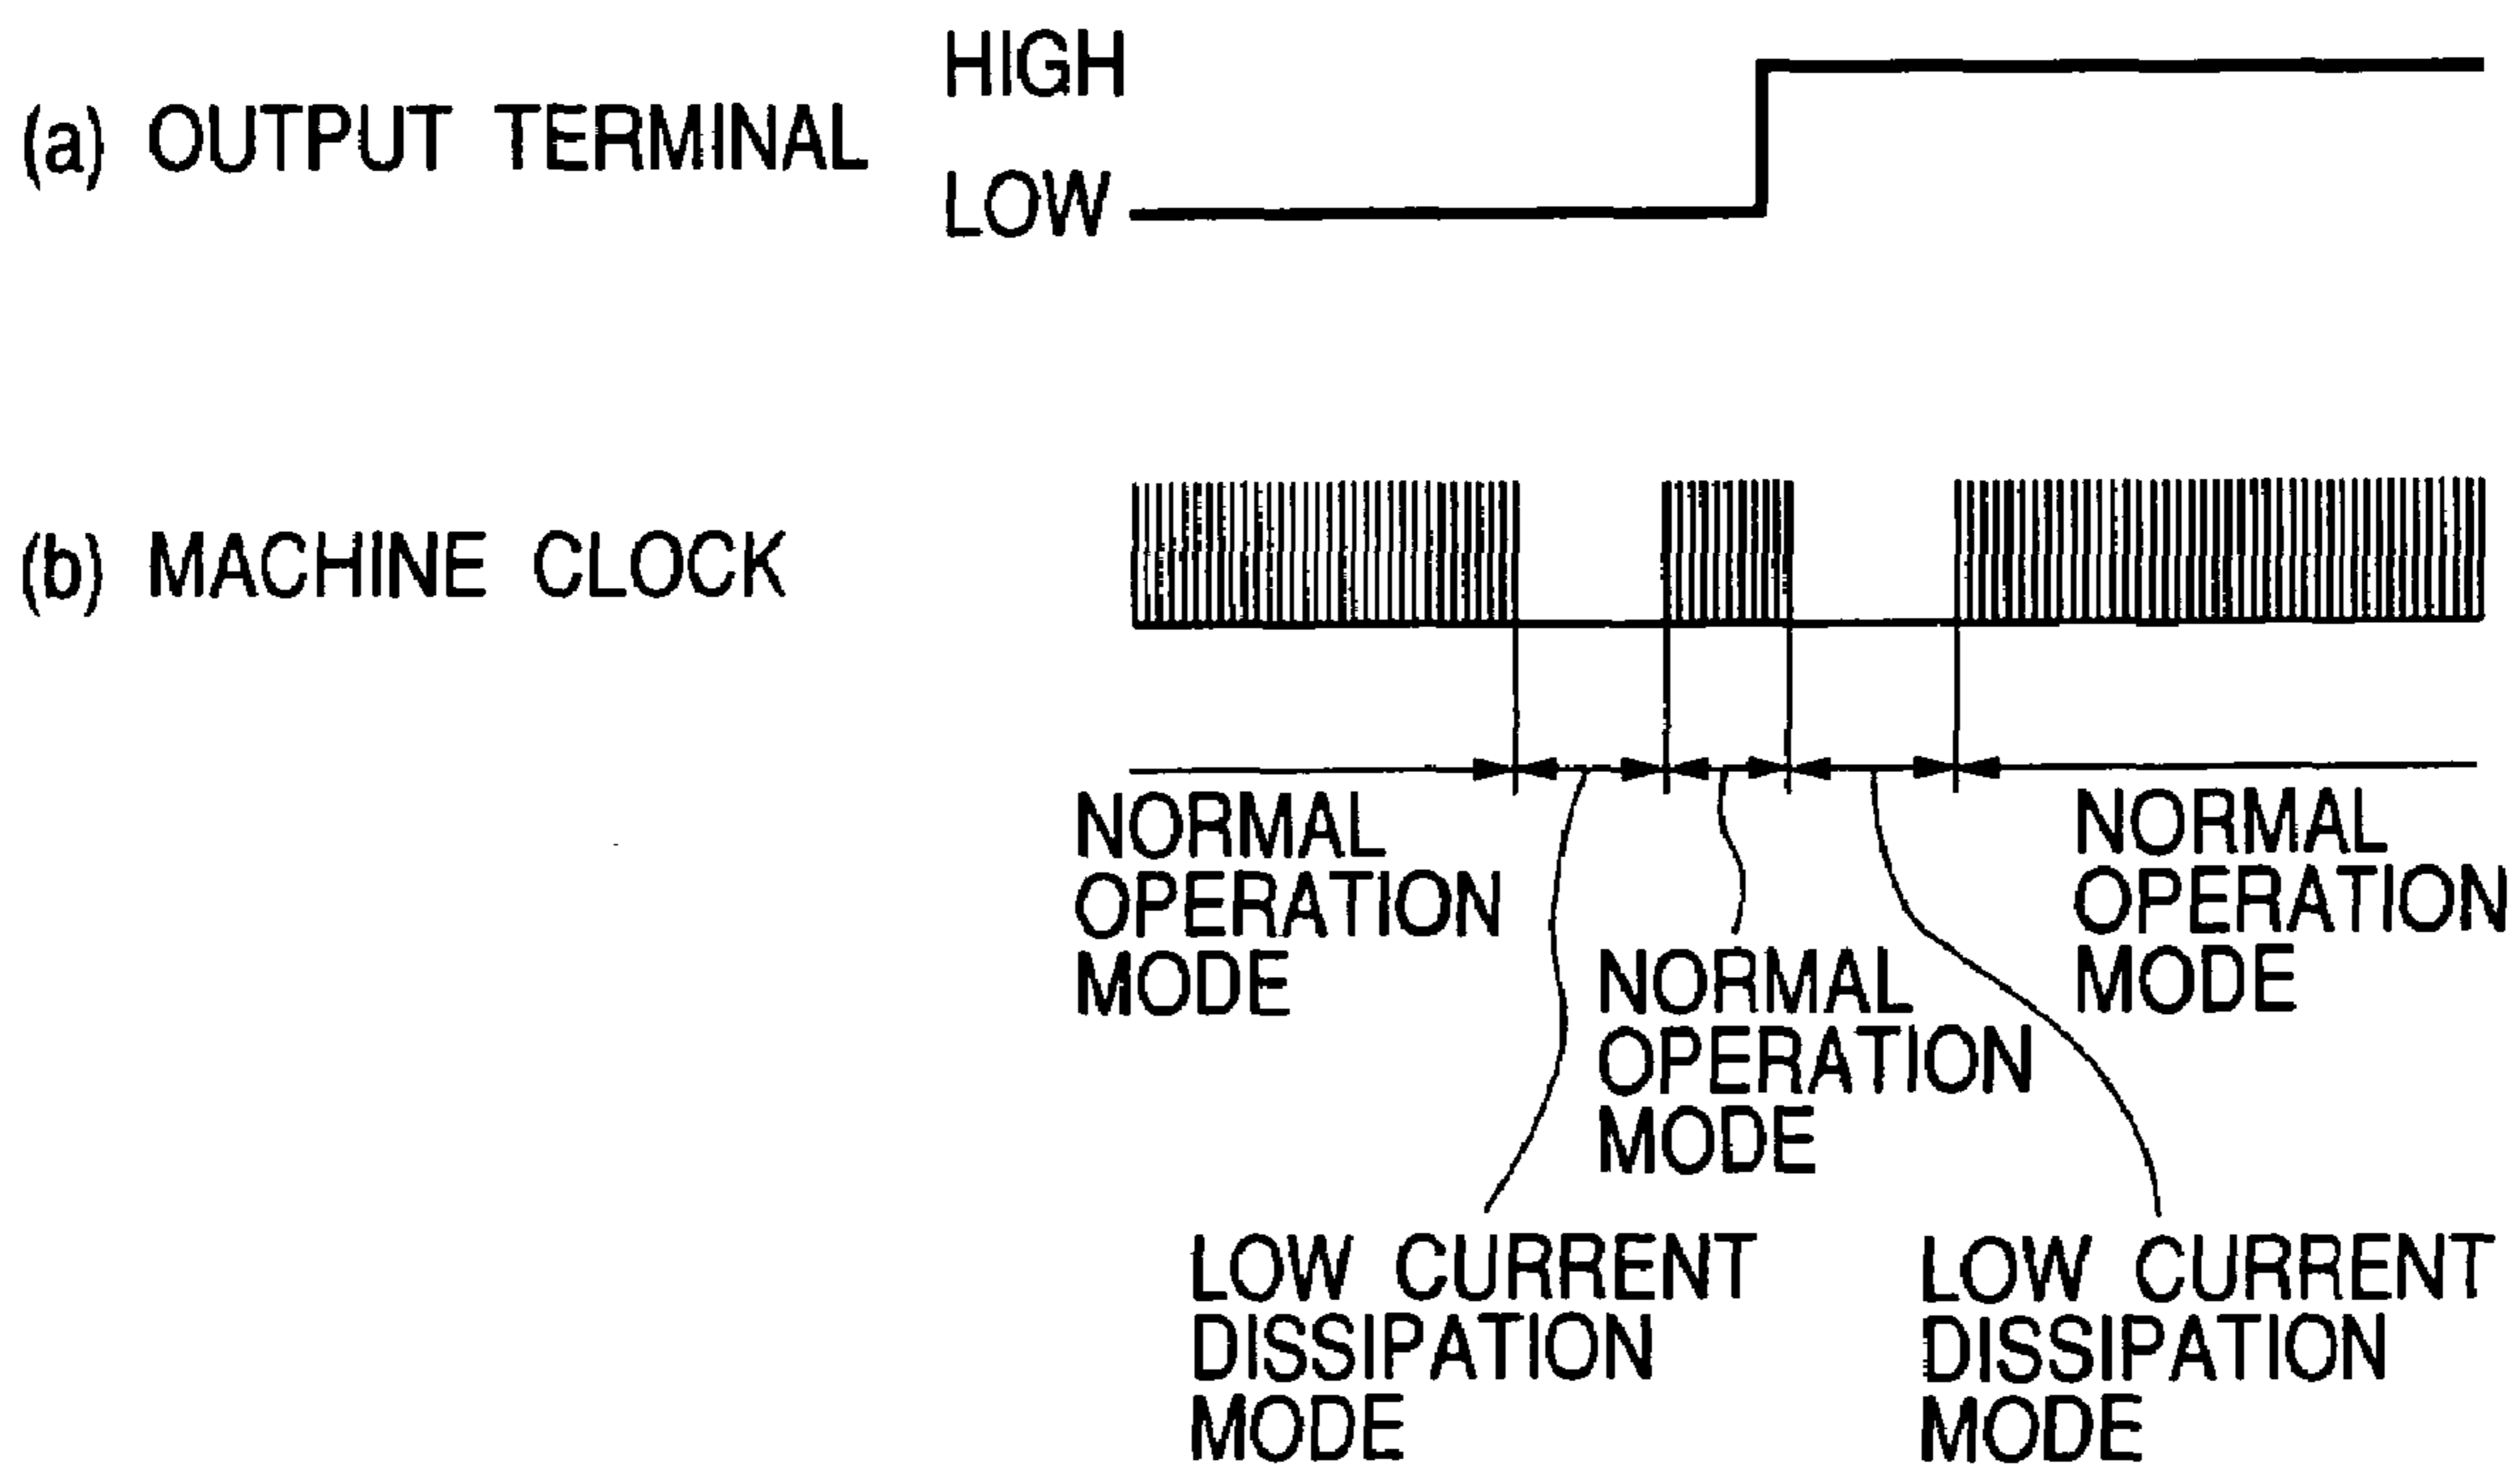 HIGH
(a) OUTPUT TERMINAL
LOW
(b) MACHINE CLOCK
NORMAL
OPERATION
MODE
NORMAL
OPERATION
MODE
NORMAL
OPERATION
MODE
LOW CURRENT
DISSIPATION
MODE
LOW CURRENT
DISSIPATION
MODE